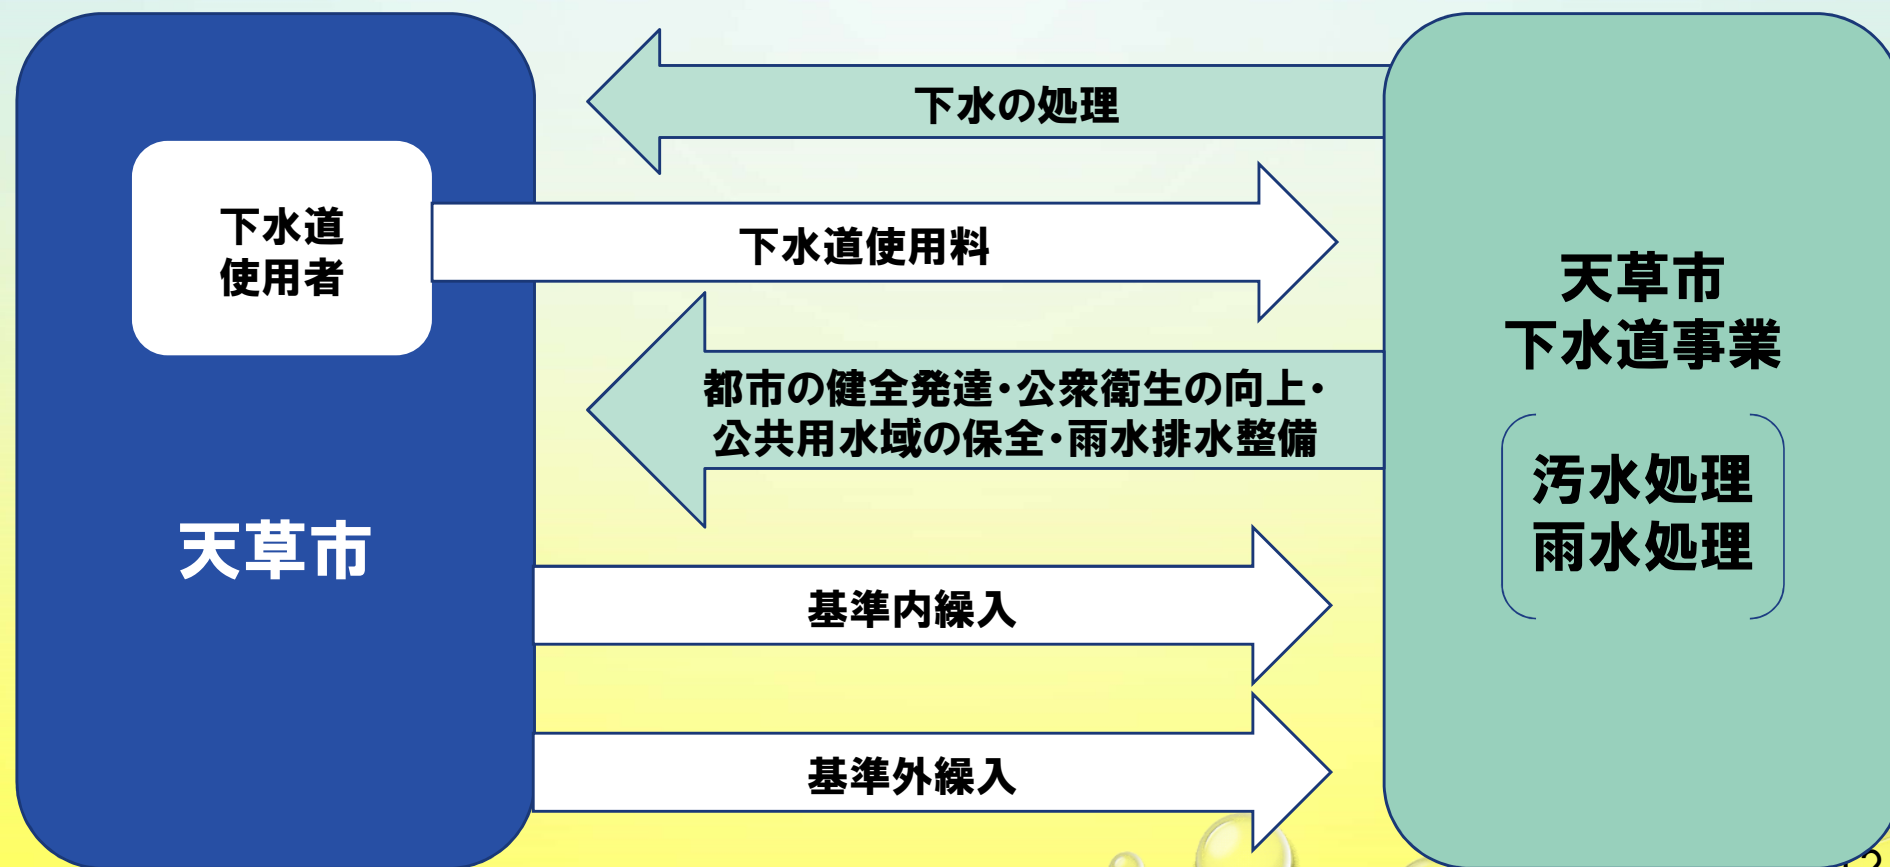 下水の処理
下水道
使用者
下水道使用料
天草市
下水道事業
都市の健全発達・公衆衛生の向上・
公共用水域の保全・雨水排水整備
汚水処理
雨水処理
天草市
基準内繰入
基準外繰入